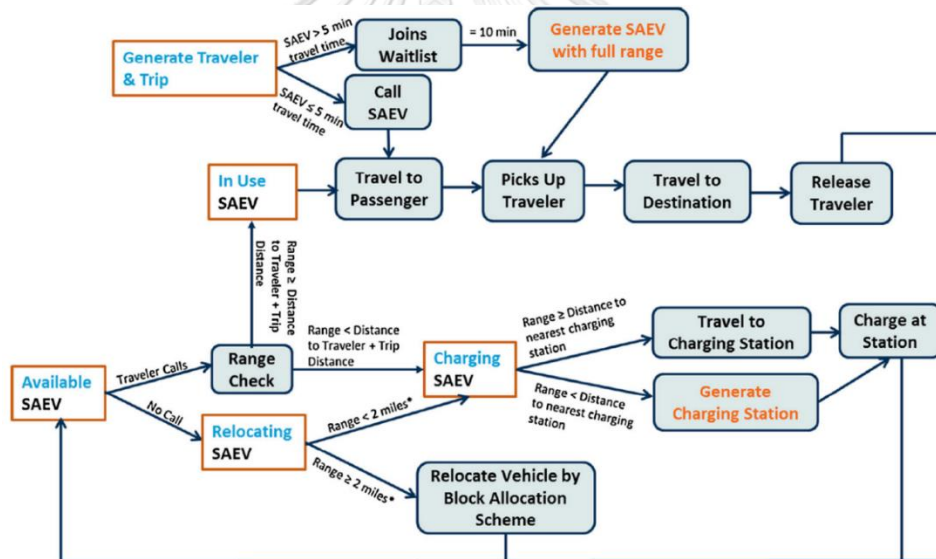 SAEV > 5 min
travel time
Joins
Waitlist
= 10 min
Generate SAEV
with full range
Generate Traveler
& Trip
SAEV ≤ 5 min
travel time
Call
SAEV
In Use
SAEV
Travel to
Passenger
Picks Up
Traveler
Travel to
Destination
Release
Traveler
Range ≥ Distance
to Traveler + Trip
Distance
Range ≥ Distance to
nearest charging
station
Travel to
Charging Station
Charge at
Station
Range < Distance
to Traveler + Trip
Distance
Available
SAEV
Traveler Calls
Range
Check
Charging
SAEV
Range < Distance
to nearest charging
station
Generate
Charging Station
No Call
Relocating
SAEV
Range < 2 miles*
Range ≥ 2 miles*
Relocate Vehicle by
Block Allocation
Scheme